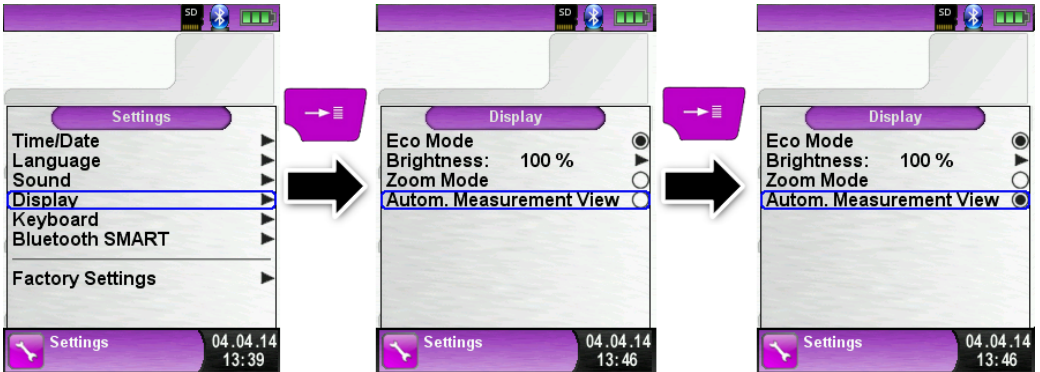 SD
Settings
Time/Date
Language
Sound
Display
Keyboard
Bluetooth SMART
Factory Settings
Settings
04.04.14
13:39
SD
Display
Eco Mode
Brightness: 100 %
Zoom Mode
Autom. Measurement View
Settings
04.04.14
13:46
SD
Display
Eco Mode
Brightness: 100 %
Zoom Mode
Autom. Measurement View
Settings
04.04.14
13:46